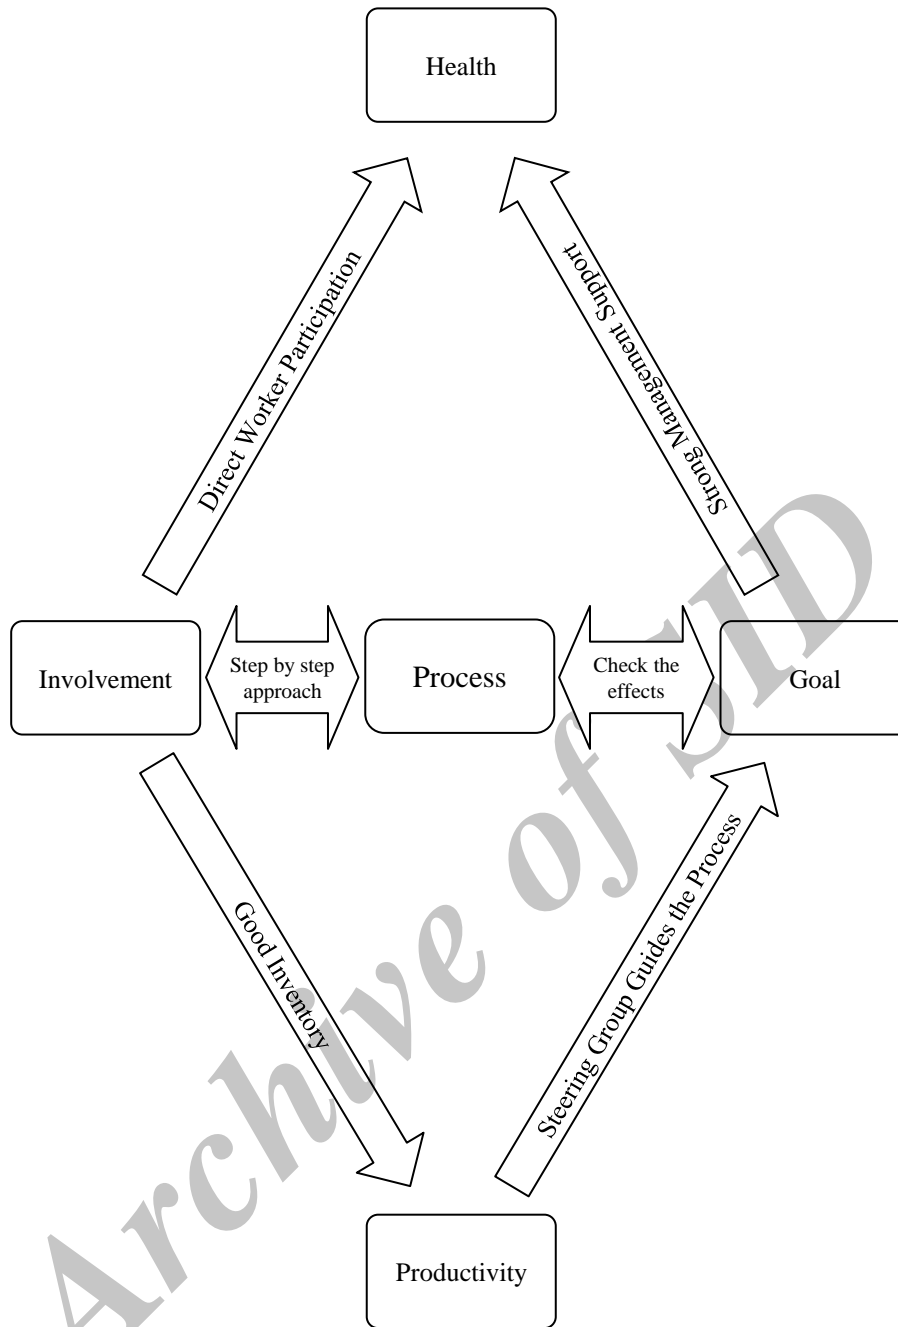 Health
Direct Worker Participation
Strong Management Support
Involvement
Step by step
approach
Process
Check the
effects
Goal
Good Inventory
Steering Group Guides the Process
Productivity
Archive of SID